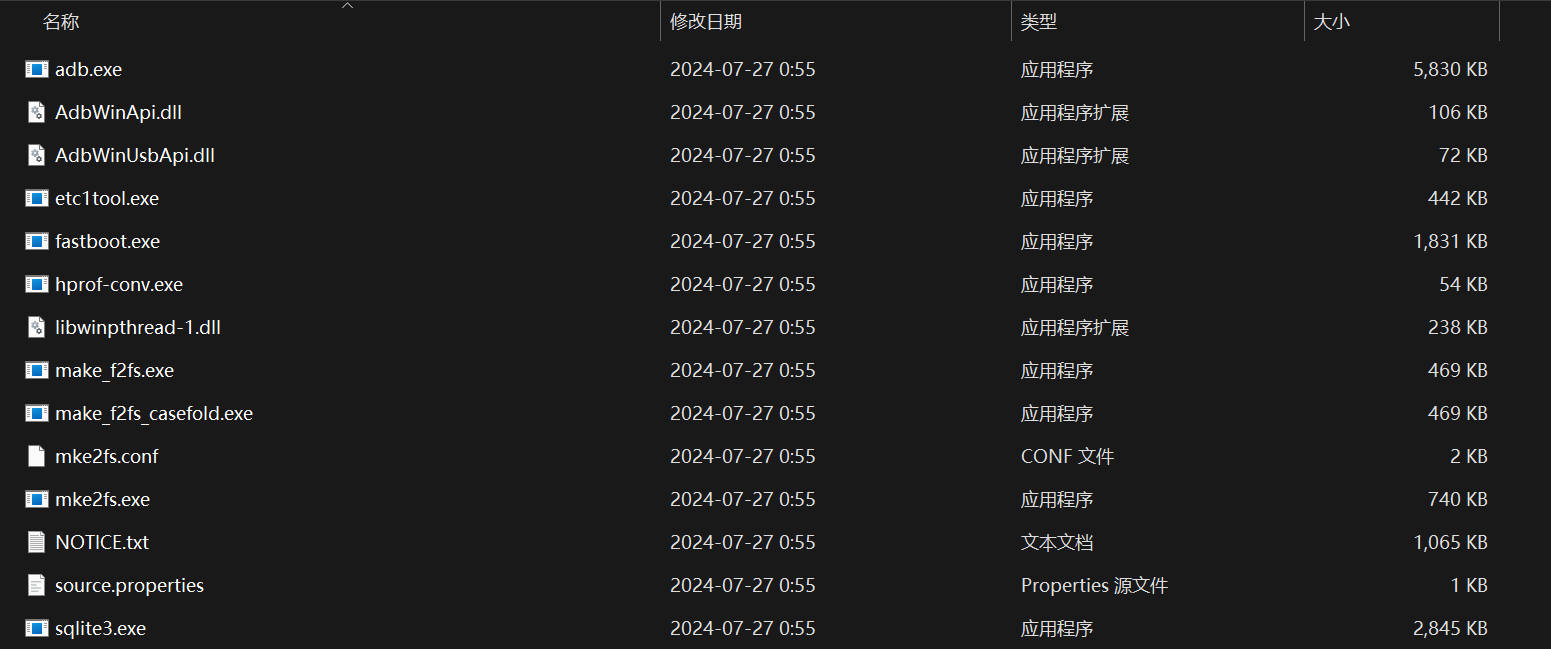 名称 修改日期 类型 大小
adb.exe 2024-07-27 0:55 应用程序 5,830 KB
AdbWinApi.dll 2024-07-27 0:55 应用程序扩展 106 KB
AdbWinUsbApi.dll 2024-07-27 0:55 应用程序扩展 72 KB
etc1tool.exe 2024-07-27 0:55 应用程序 442 KB
fastboot.exe 2024-07-27 0:55 应用程序 1,831 KB
hprof-conv.exe 2024-07-27 0:55 应用程序 54 KB
libwinpthread-1.dll 2024-07-27 0:55 应用程序扩展 238 KB
make_f2fs.exe 2024-07-27 0:55 应用程序 469 KB
make_f2fs_casefold.exe 2024-07-27 0:55 应用程序 469 KB
mke2fs.conf 2024-07-27 0:55 CONF 文件 2 KB
mke2fs.exe 2024-07-27 0:55 应用程序 740 KB
NOTICE.txt 2024-07-27 0:55 文本文档 1,065 KB
source.properties 2024-07-27 0:55 Properties 源文件 1 KB
sqlite3.exe 2024-07-27 0:55 应用程序 2,845 KB